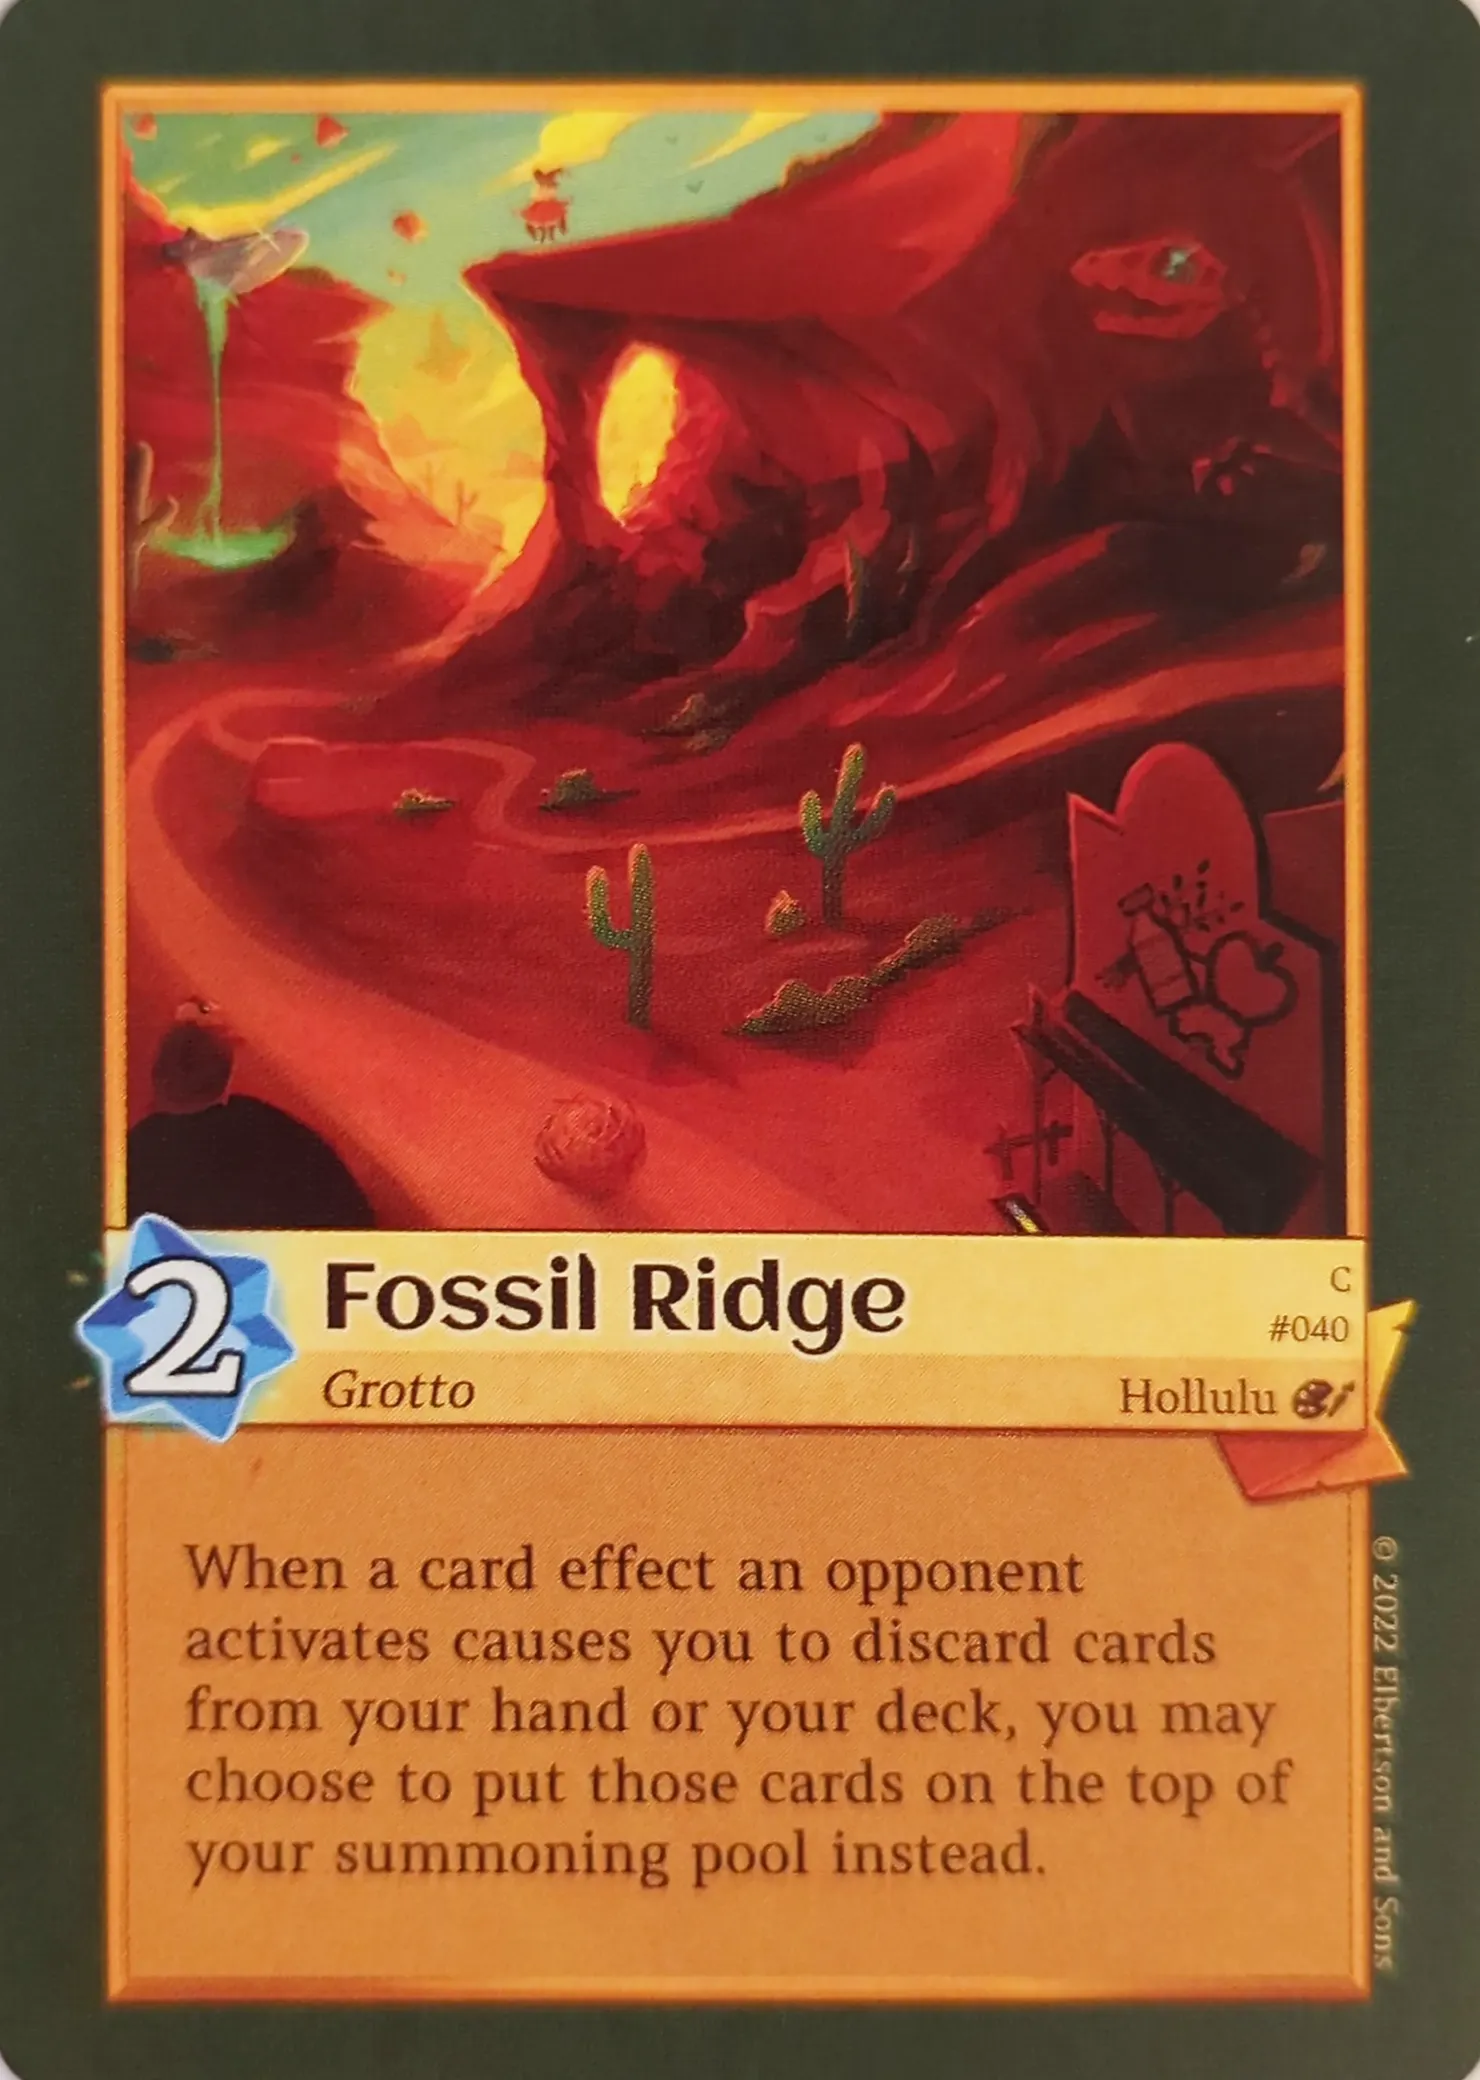 2
Fossil Ridge
C
#040
Grotto
Hollulu
When a card effect an opponent
activates causes you to discard cards
from your hand or your deck, you may
choose to put those cards on the top of
your summoning pool instead.
© 2022 Elbertson and Sons